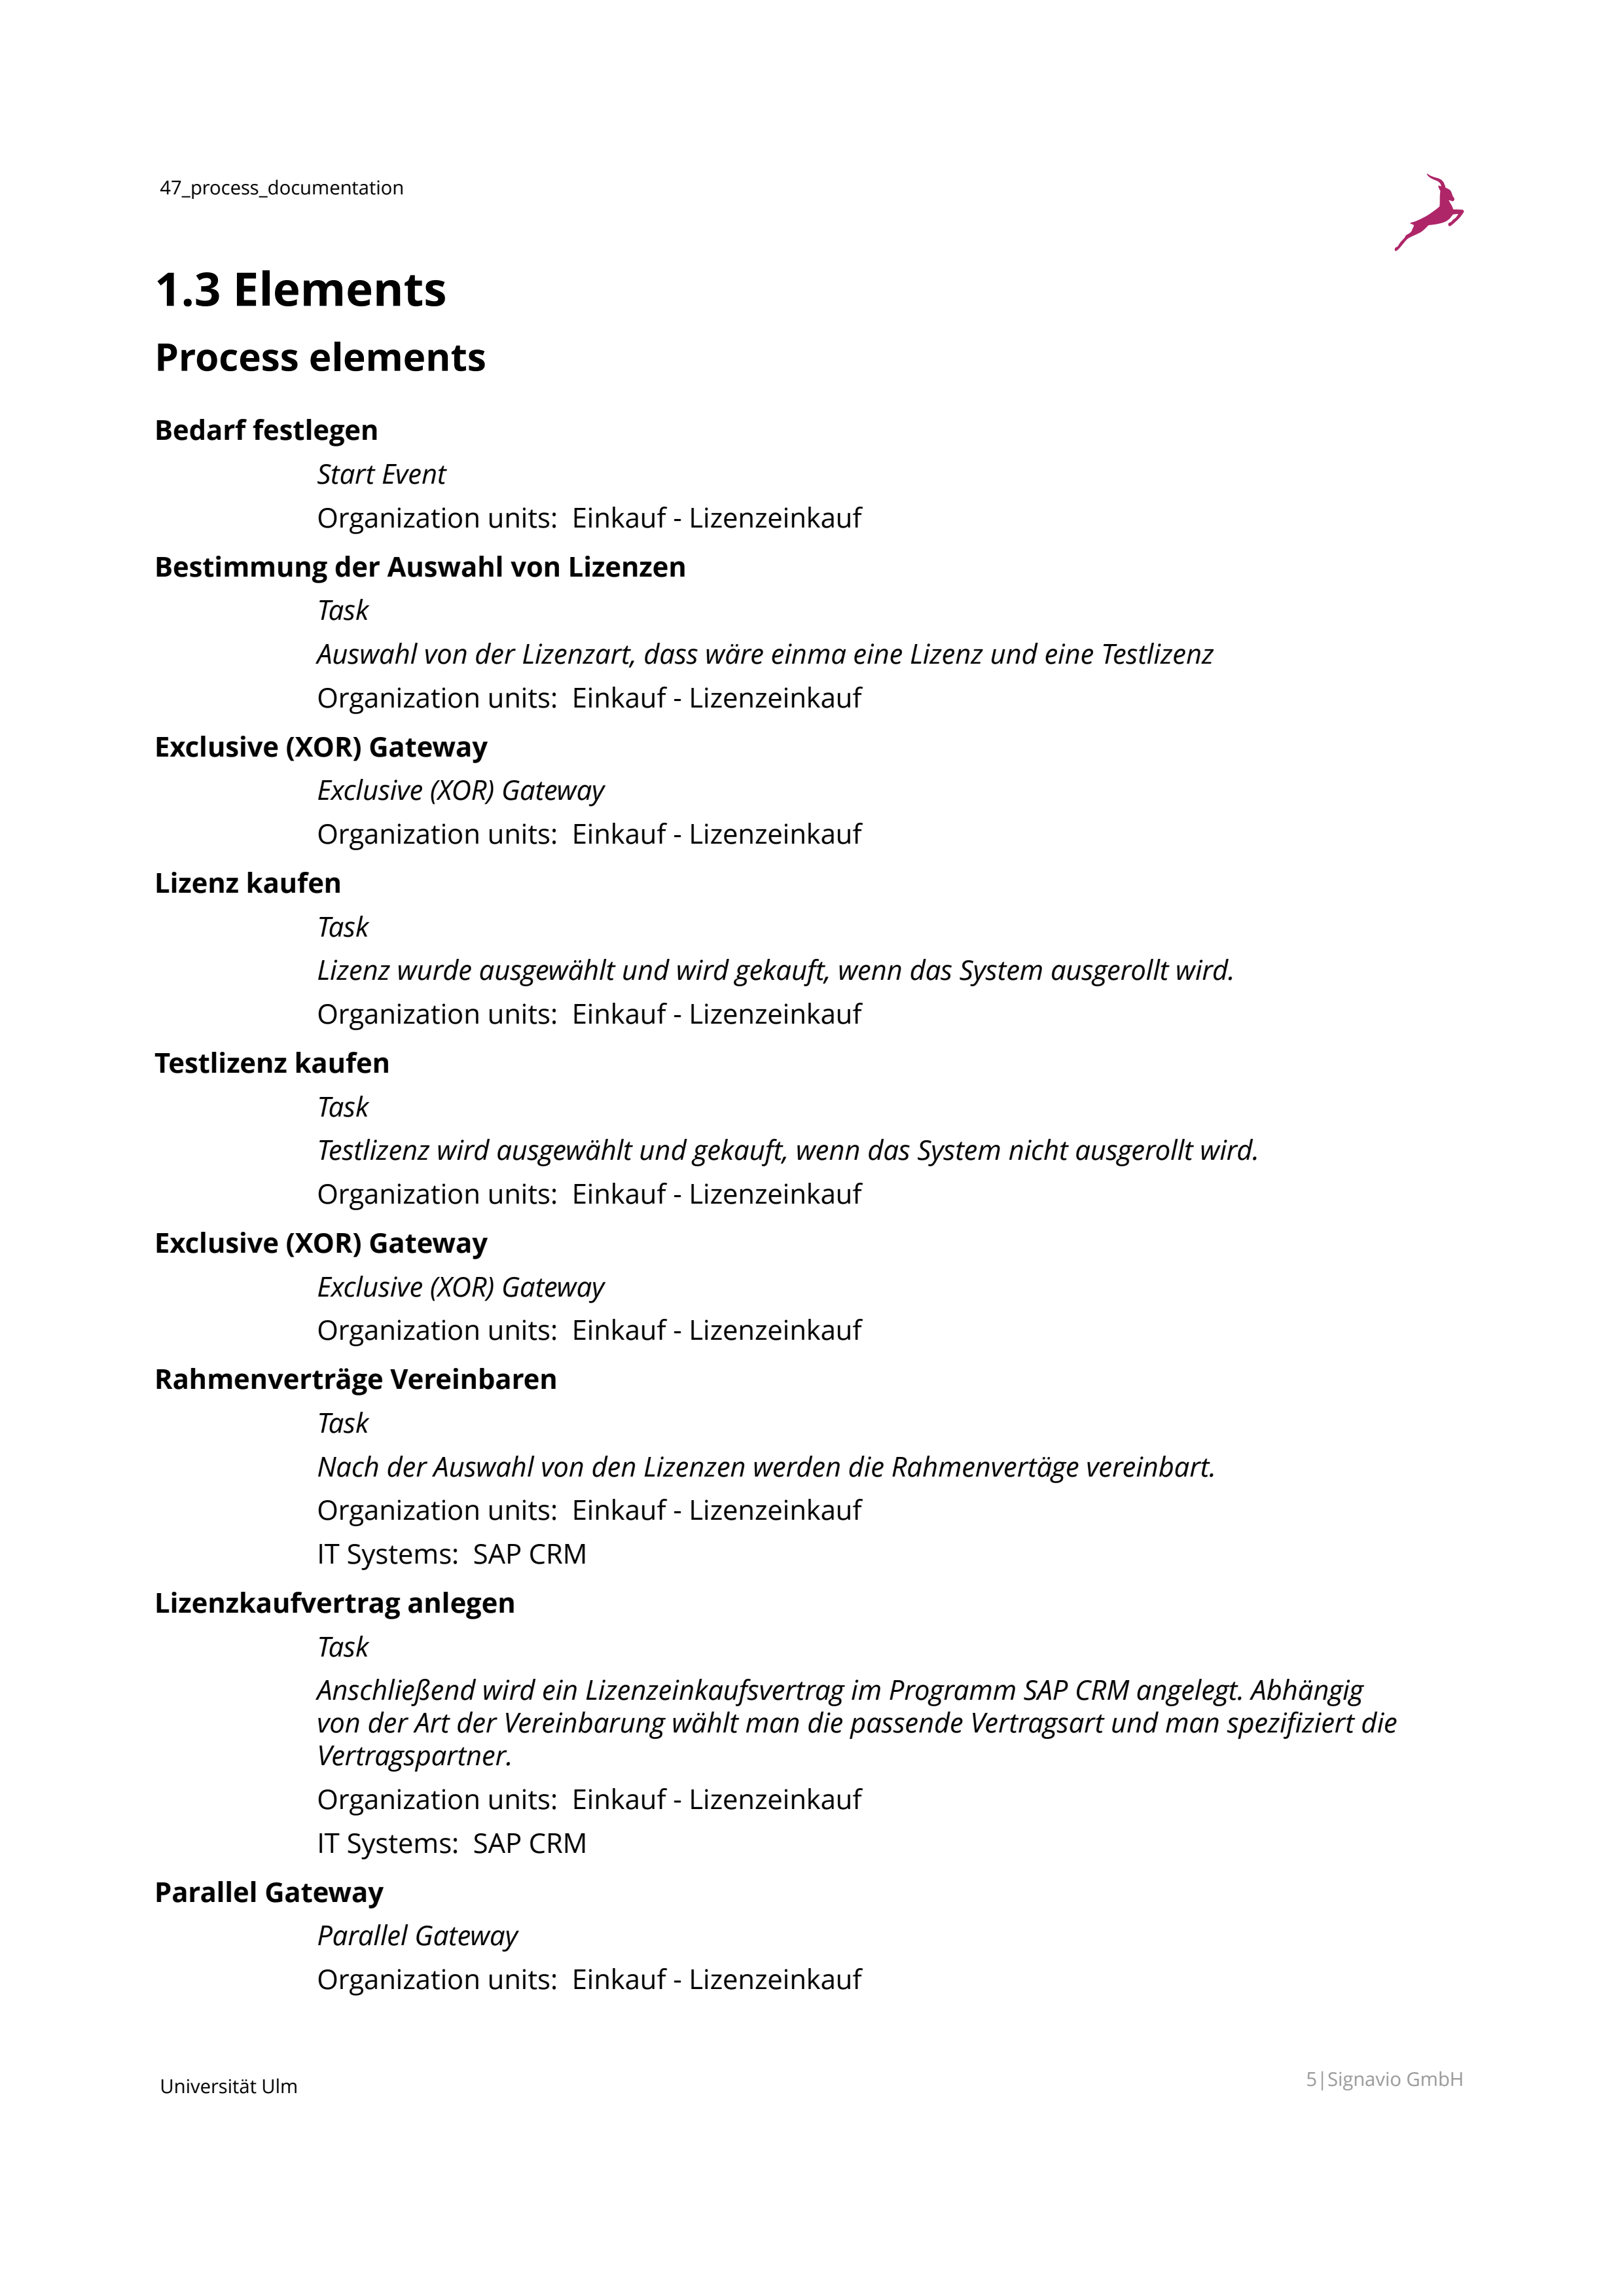 47_process_documentation
1.3 Elements
Process elements
Bedarf festlegen
Start Event
Organization units:  Einkauf - Lizenzeinkauf
Bestimmung der Auswahl von Lizenzen
Task
Auswahl von der Lizenzart, dass wäre einma eine Lizenz und eine Testlizenz
Organization units:  Einkauf - Lizenzeinkauf
Exclusive (XOR) Gateway
Exclusive (XOR) Gateway
Organization units:  Einkauf - Lizenzeinkauf
Lizenz kaufen
Task
Lizenz wurde ausgewählt und wird gekauft, wenn das System ausgerollt wird.
Organization units:  Einkauf - Lizenzeinkauf
Testlizenz kaufen
Task
Testlizenz wird ausgewählt und gekauft, wenn das System nicht ausgerollt wird.
Organization units:  Einkauf - Lizenzeinkauf
Exclusive (XOR) Gateway
Exclusive (XOR) Gateway
Organization units:  Einkauf - Lizenzeinkauf
Rahmenverträge Vereinbaren
Task
Nach der Auswahl von den Lizenzen werden die Rahmenvertäge vereinbart.
Organization units:  Einkauf - Lizenzeinkauf
IT Systems:  SAP CRM
Lizenzkaufvertrag anlegen
Task
Anschließend wird ein Lizenzeinkaufsvertrag im Programm SAP CRM angelegt. Abhängig
von der Art der Vereinbarung wählt man die passende Vertragsart und man spezifiziert die
Vertragspartner.
Organization units:  Einkauf - Lizenzeinkauf
IT Systems:  SAP CRM
Parallel Gateway
Parallel Gateway
Organization units:  Einkauf - Lizenzeinkauf
Universität Ulm
5|Signavio GmbH